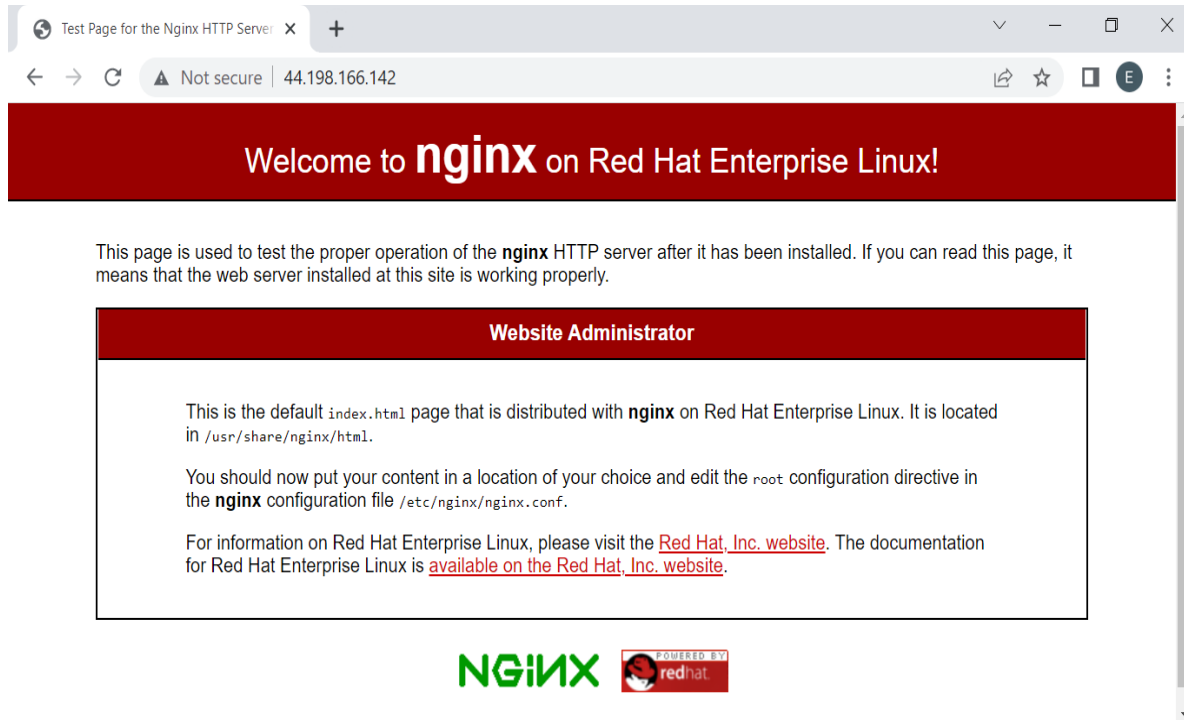 Test Page for the Nginx HTTP Server
Not secure
44.198.166.142
E
Welcome to nginx on Red Hat Enterprise Linux!
This page is used to test the proper operation of the nginx HTTP server after it has been installed. If you can read this page, it
means that the web server installed at this site is working properly.
Website Administrator
This is the default index.html page that is distributed with nginx on Red Hat Enterprise Linux. It is located
in /usr/share/nginx/html.
You should now put your content in a location of your choice and edit the root configuration directive in
the nginx configuration file /etc/nginx/nginx.conf.
For information on Red Hat Enterprise Linux, please visit the Red Hat, Inc. website. The documentation
for Red Hat Enterprise Linux is available on the Red Hat, Inc. website.
NGINX
POWERED BY
redhat.